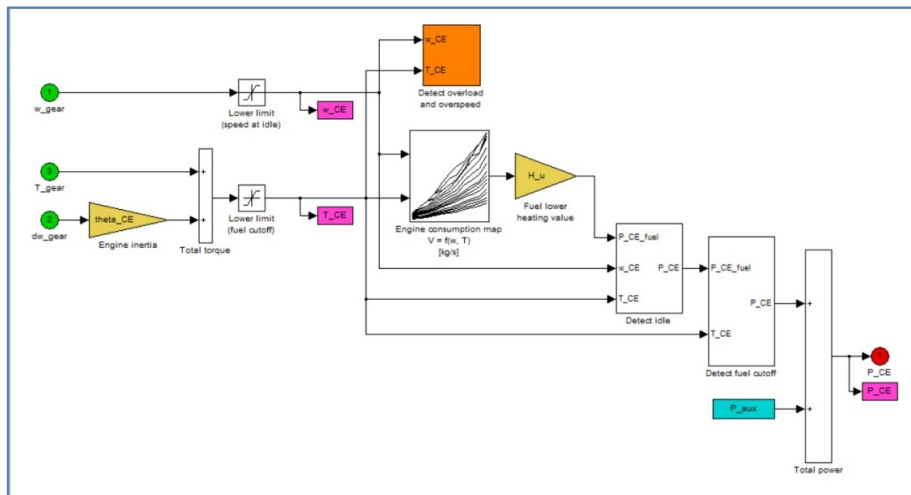 1
w_gear
Lower limit
(speed at idle)
w_CE
w_CE
T_CE
Detect overload
and overspeed
3
T_gear
2
dw_gear
theta_CE
Engine inertia
+
+
Total torque
Lower limit
(fuel cutoff)
T_CE
Engine consumption map
V = f(w, T)
[kg/s]
H_u
Fuel lower
heating value
P_CE_fuel
w_CE
P_CE
T_CE
Detect idle
P_CE_fuel
P_CE
T_CE
Detect fuel cutoff
P_aux
+
+
Total power
1
P_CE
P_CE